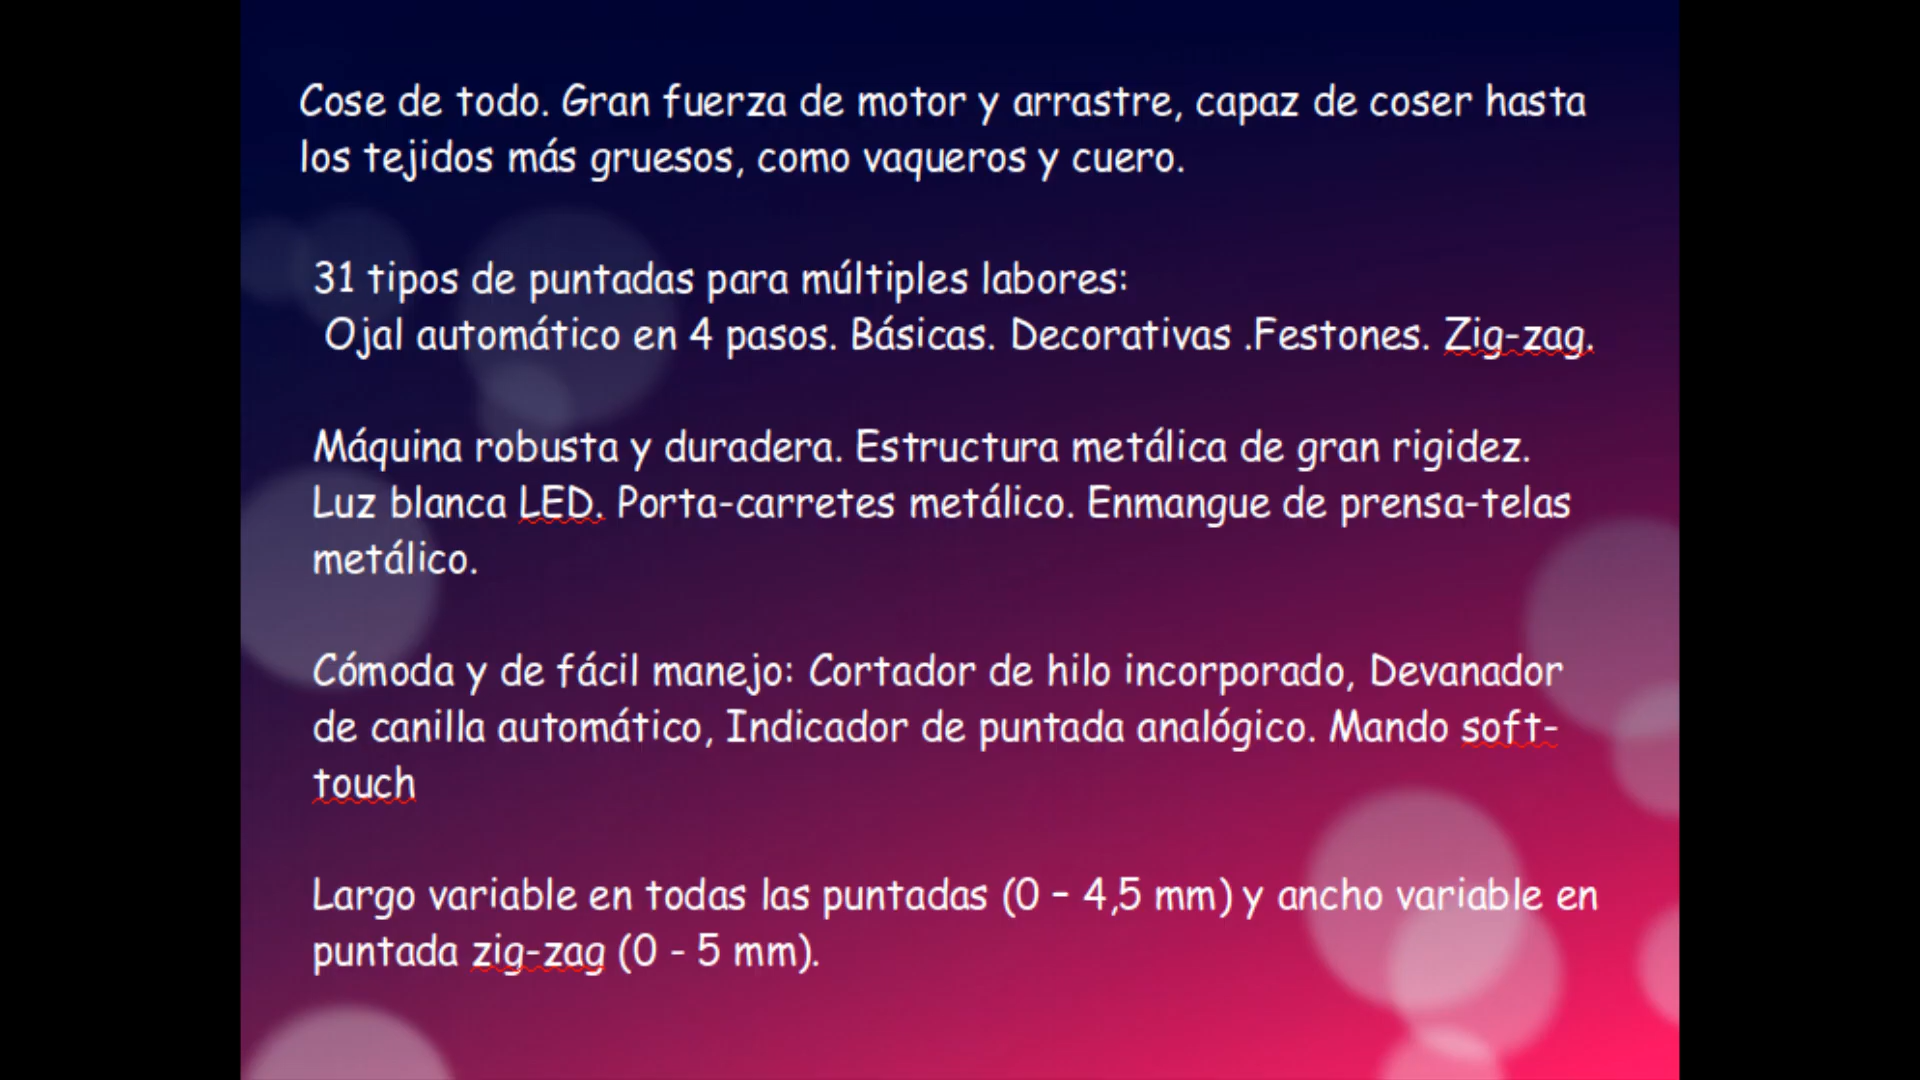 Cose de todo. Gran fuerza de motor y arrastre, capaz de coser hasta
los tejidos más gruesos, como vaqueros y cuero.
31 tipos de puntadas para múltiples labores:
Ojal automático en 4 pasos. Básicas. Decorativas .Festones. Zig-zag.
Máquina robusta y duradera. Estructura metálica de gran rigidez.
Luz blanca LED. Porta-carretes metálico. Enmangue de prensa-telas
metálico.
Cómoda y de fácil manejo: Cortador de hilo incorporado, Devanador
de canilla automático, Indicador de puntada analógico. Mando soft-
touch
Largo variable en todas las puntadas (0 – 4,5 mm) y ancho variable en
puntada zig-zag (0 - 5 mm).